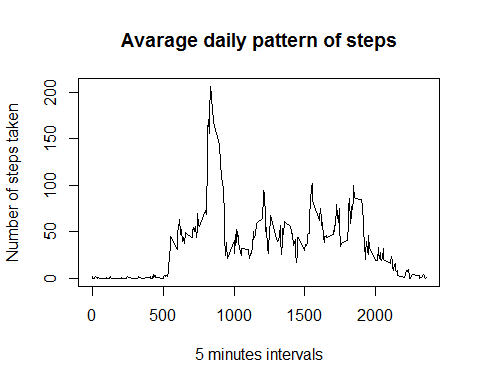 Avarage daily pattern of steps
Number of steps taken
200
150
100
50
0
0 500 1000 1500 2000
5 minutes intervals